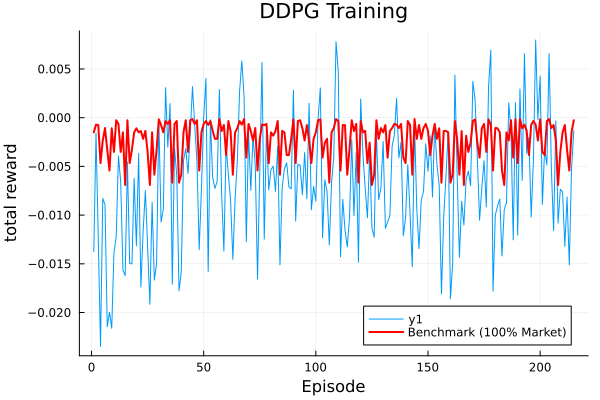 DDPG Training
total reward
0.005
0.000
−0.005
−0.010
−0.015
−0.020
0
50
100
150
200
Episode
y1
Benchmark (100% Market)